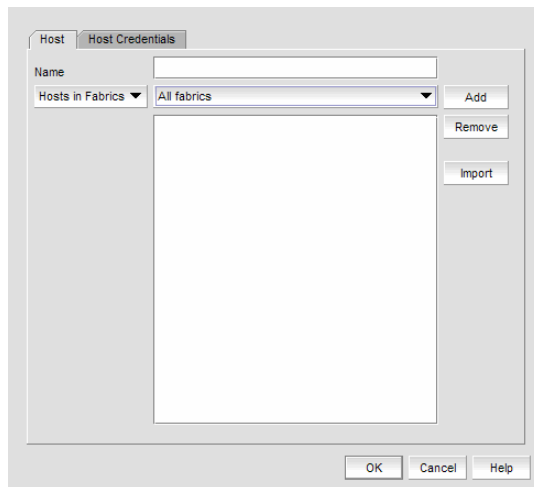 Host Host Credentials
Name
Hosts in Fabrics All fabrics Add
Remove
Import
OK Cancel Help